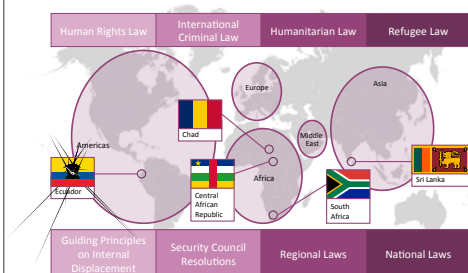 Human Rights Law
International
Criminal Law
Humanitarian Law
Refugee Law
Europe
Asia
Chad
Middle
East
Americas
Ecuador
Central
African
Republic
Africa
South
Africa
Sri Lanka
Guiding Principles
on Internal
Displacement
Security Council
Resolutions
Regional Laws
National Laws